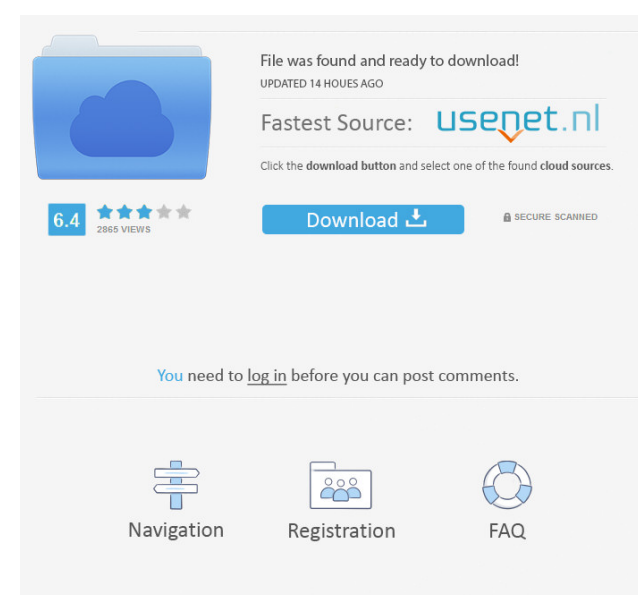 File was found and ready to download!
UPDATED 14 HOUES AGO
Fastest Source: usenet.nl
Click the download button and select one of the found cloud sources.
6.4
2865 VIEWS
Download
SECURE SCANNED
You need to log in before you can post comments.
Navigation
Registration
FAQ